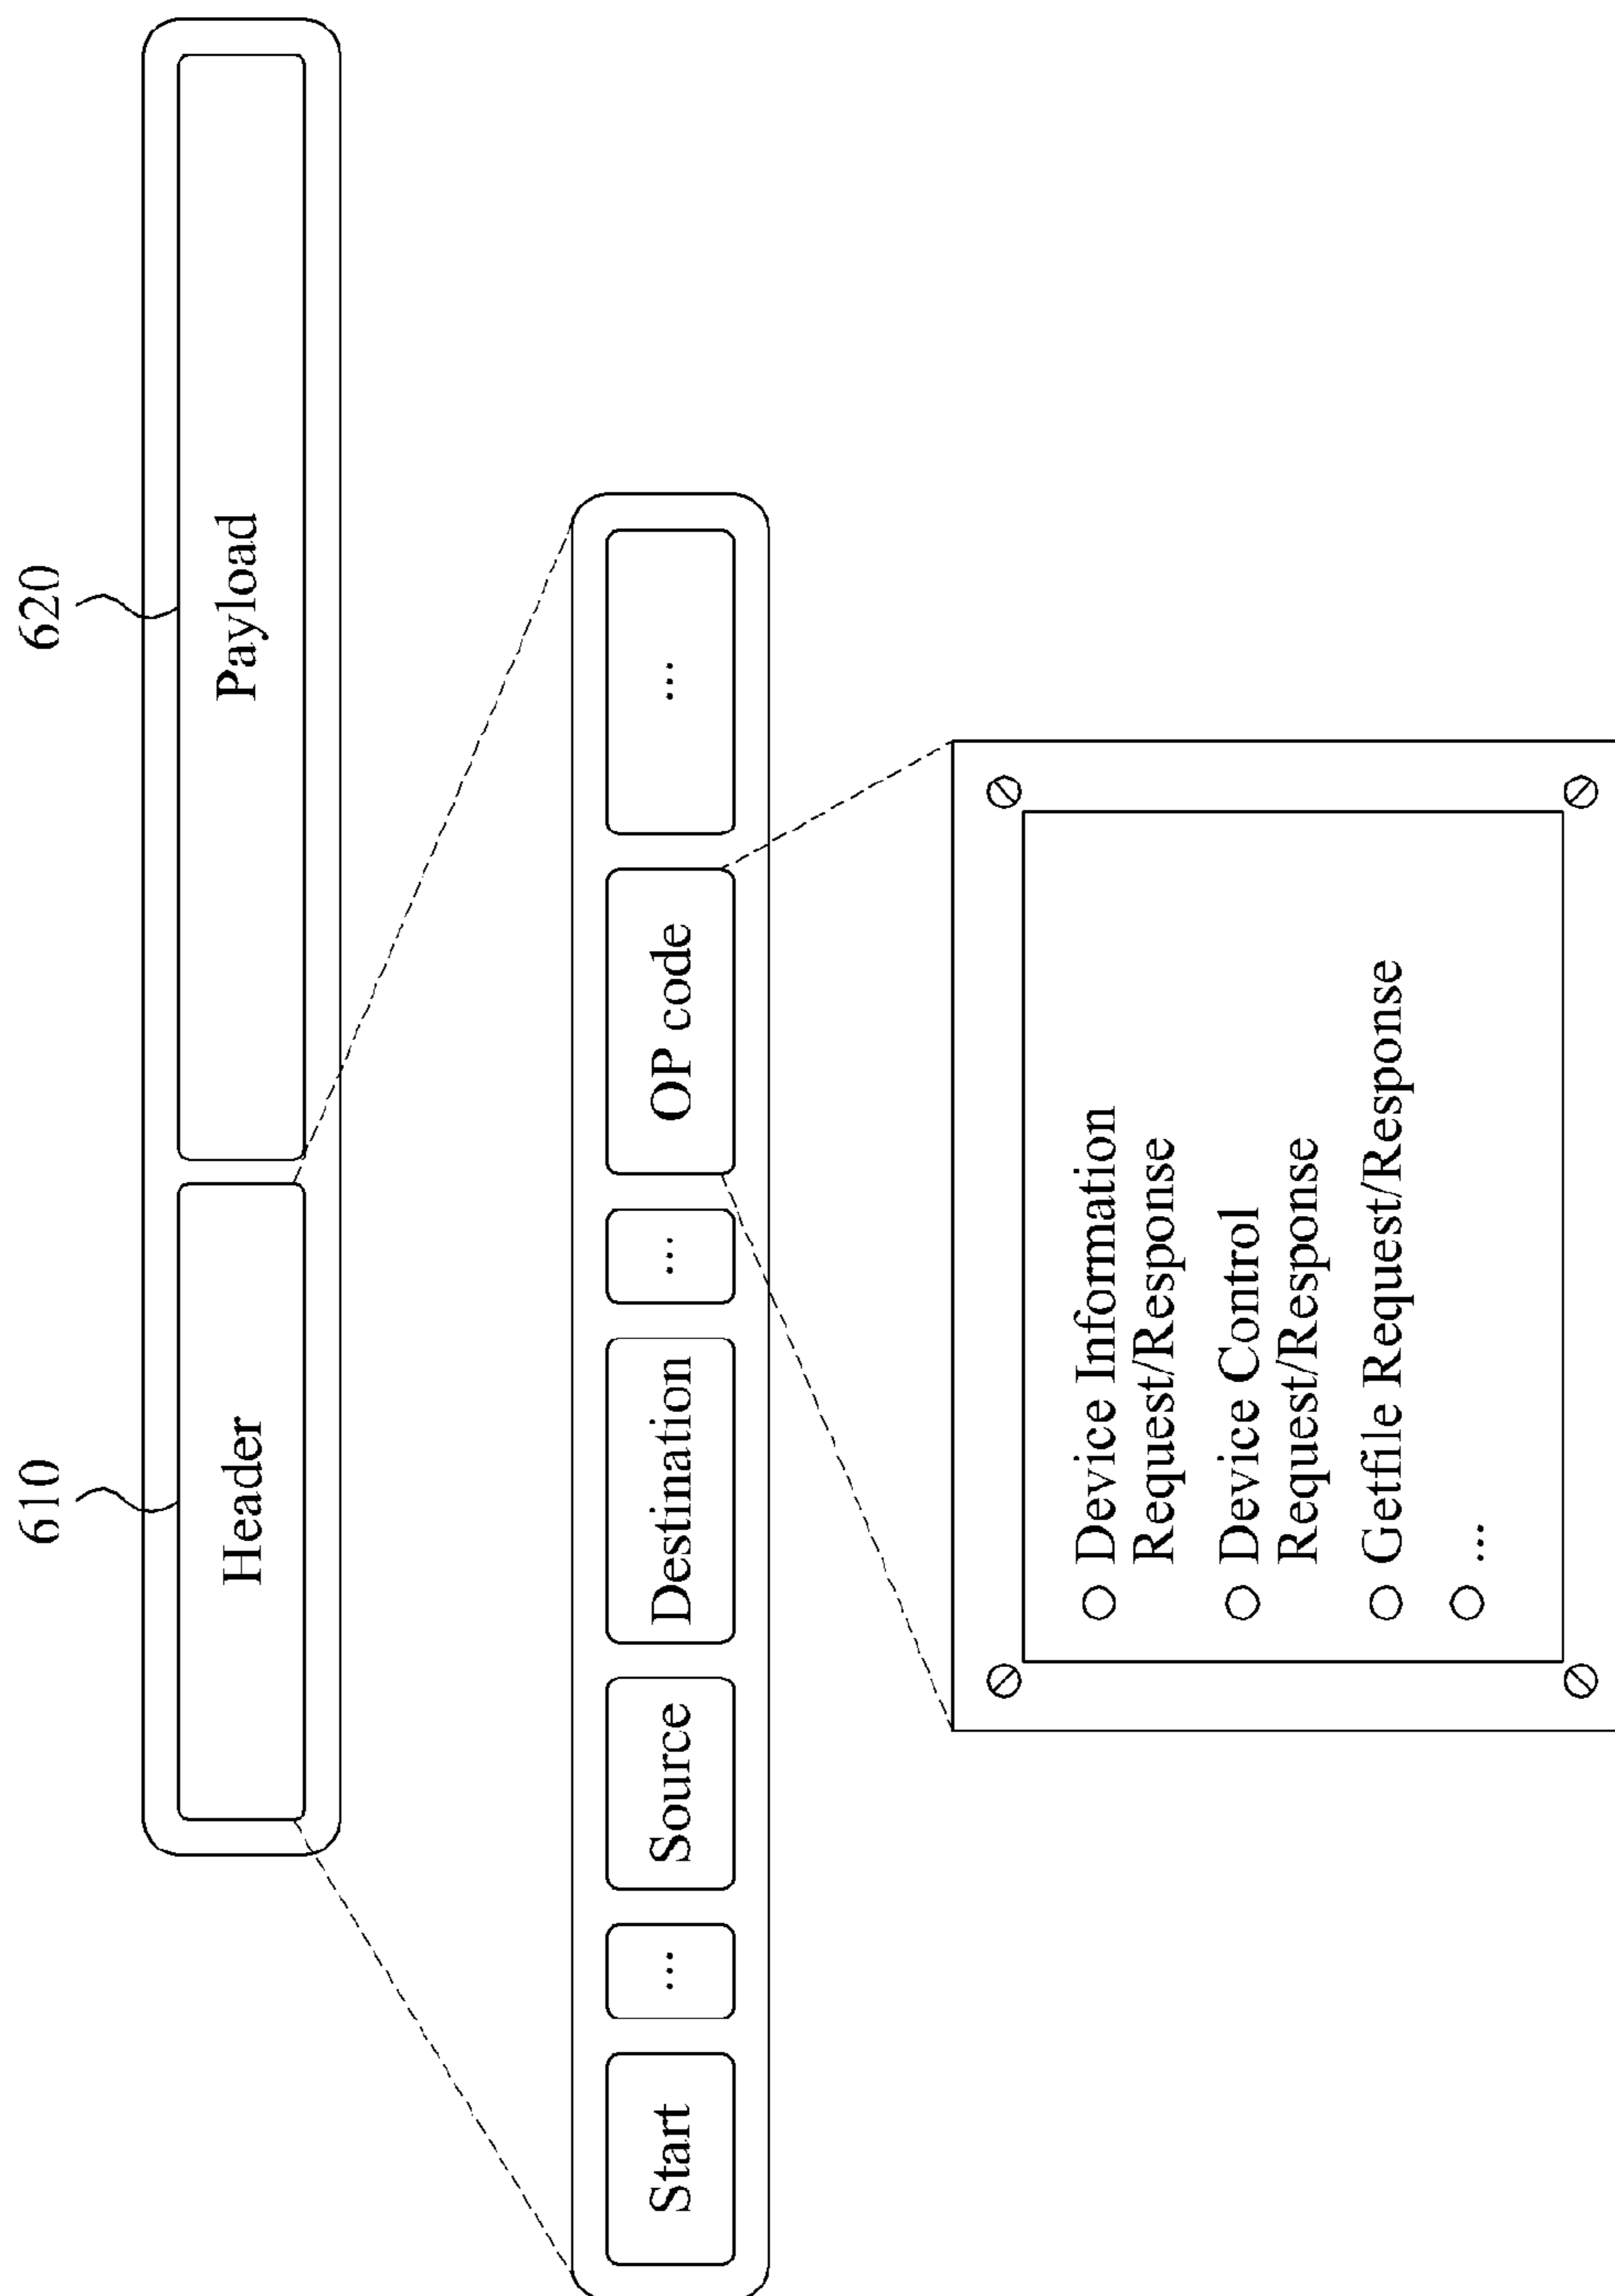 610
620
Header
Payload
Start
...
Source
Destination
...
OP code
...
Device Information
Request/Response
Device Control
Request/Response
Getfile Request/Response
...